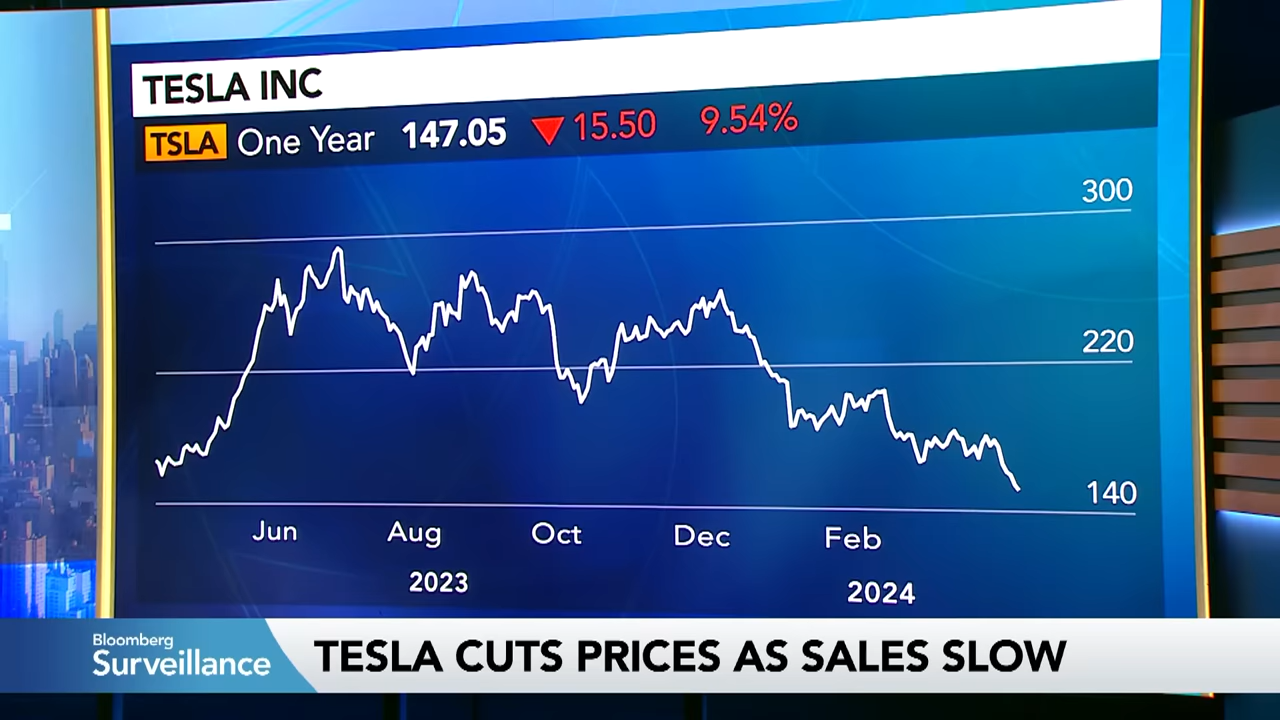 TESLA INC
TSLA One Year 147.05 ▼ 15.50 9.54%
300
220
140
Jun Aug Oct Dec Feb
2023 2024
Bloomberg
Surveillance
TESLA CUTS PRICES AS SALES SLOW